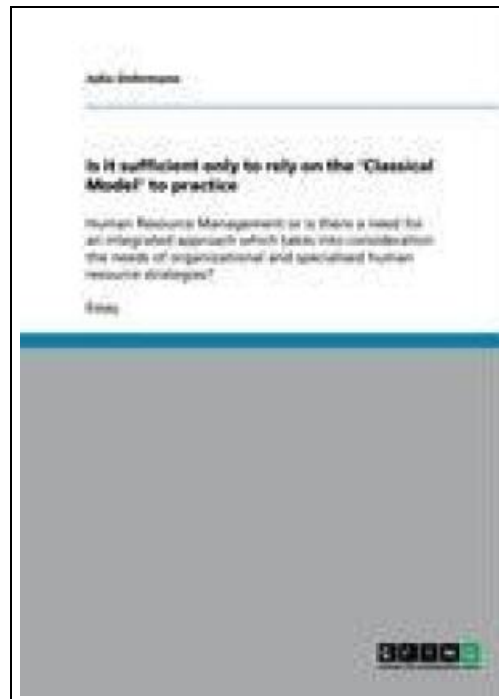 Is it sufficient only to rely on the "Classical
Model" to practice
Human Resource Management or is there a need for
an integrated approach which takes into consideration
the needs of organizational and specialised human
resource strategies?
Essay